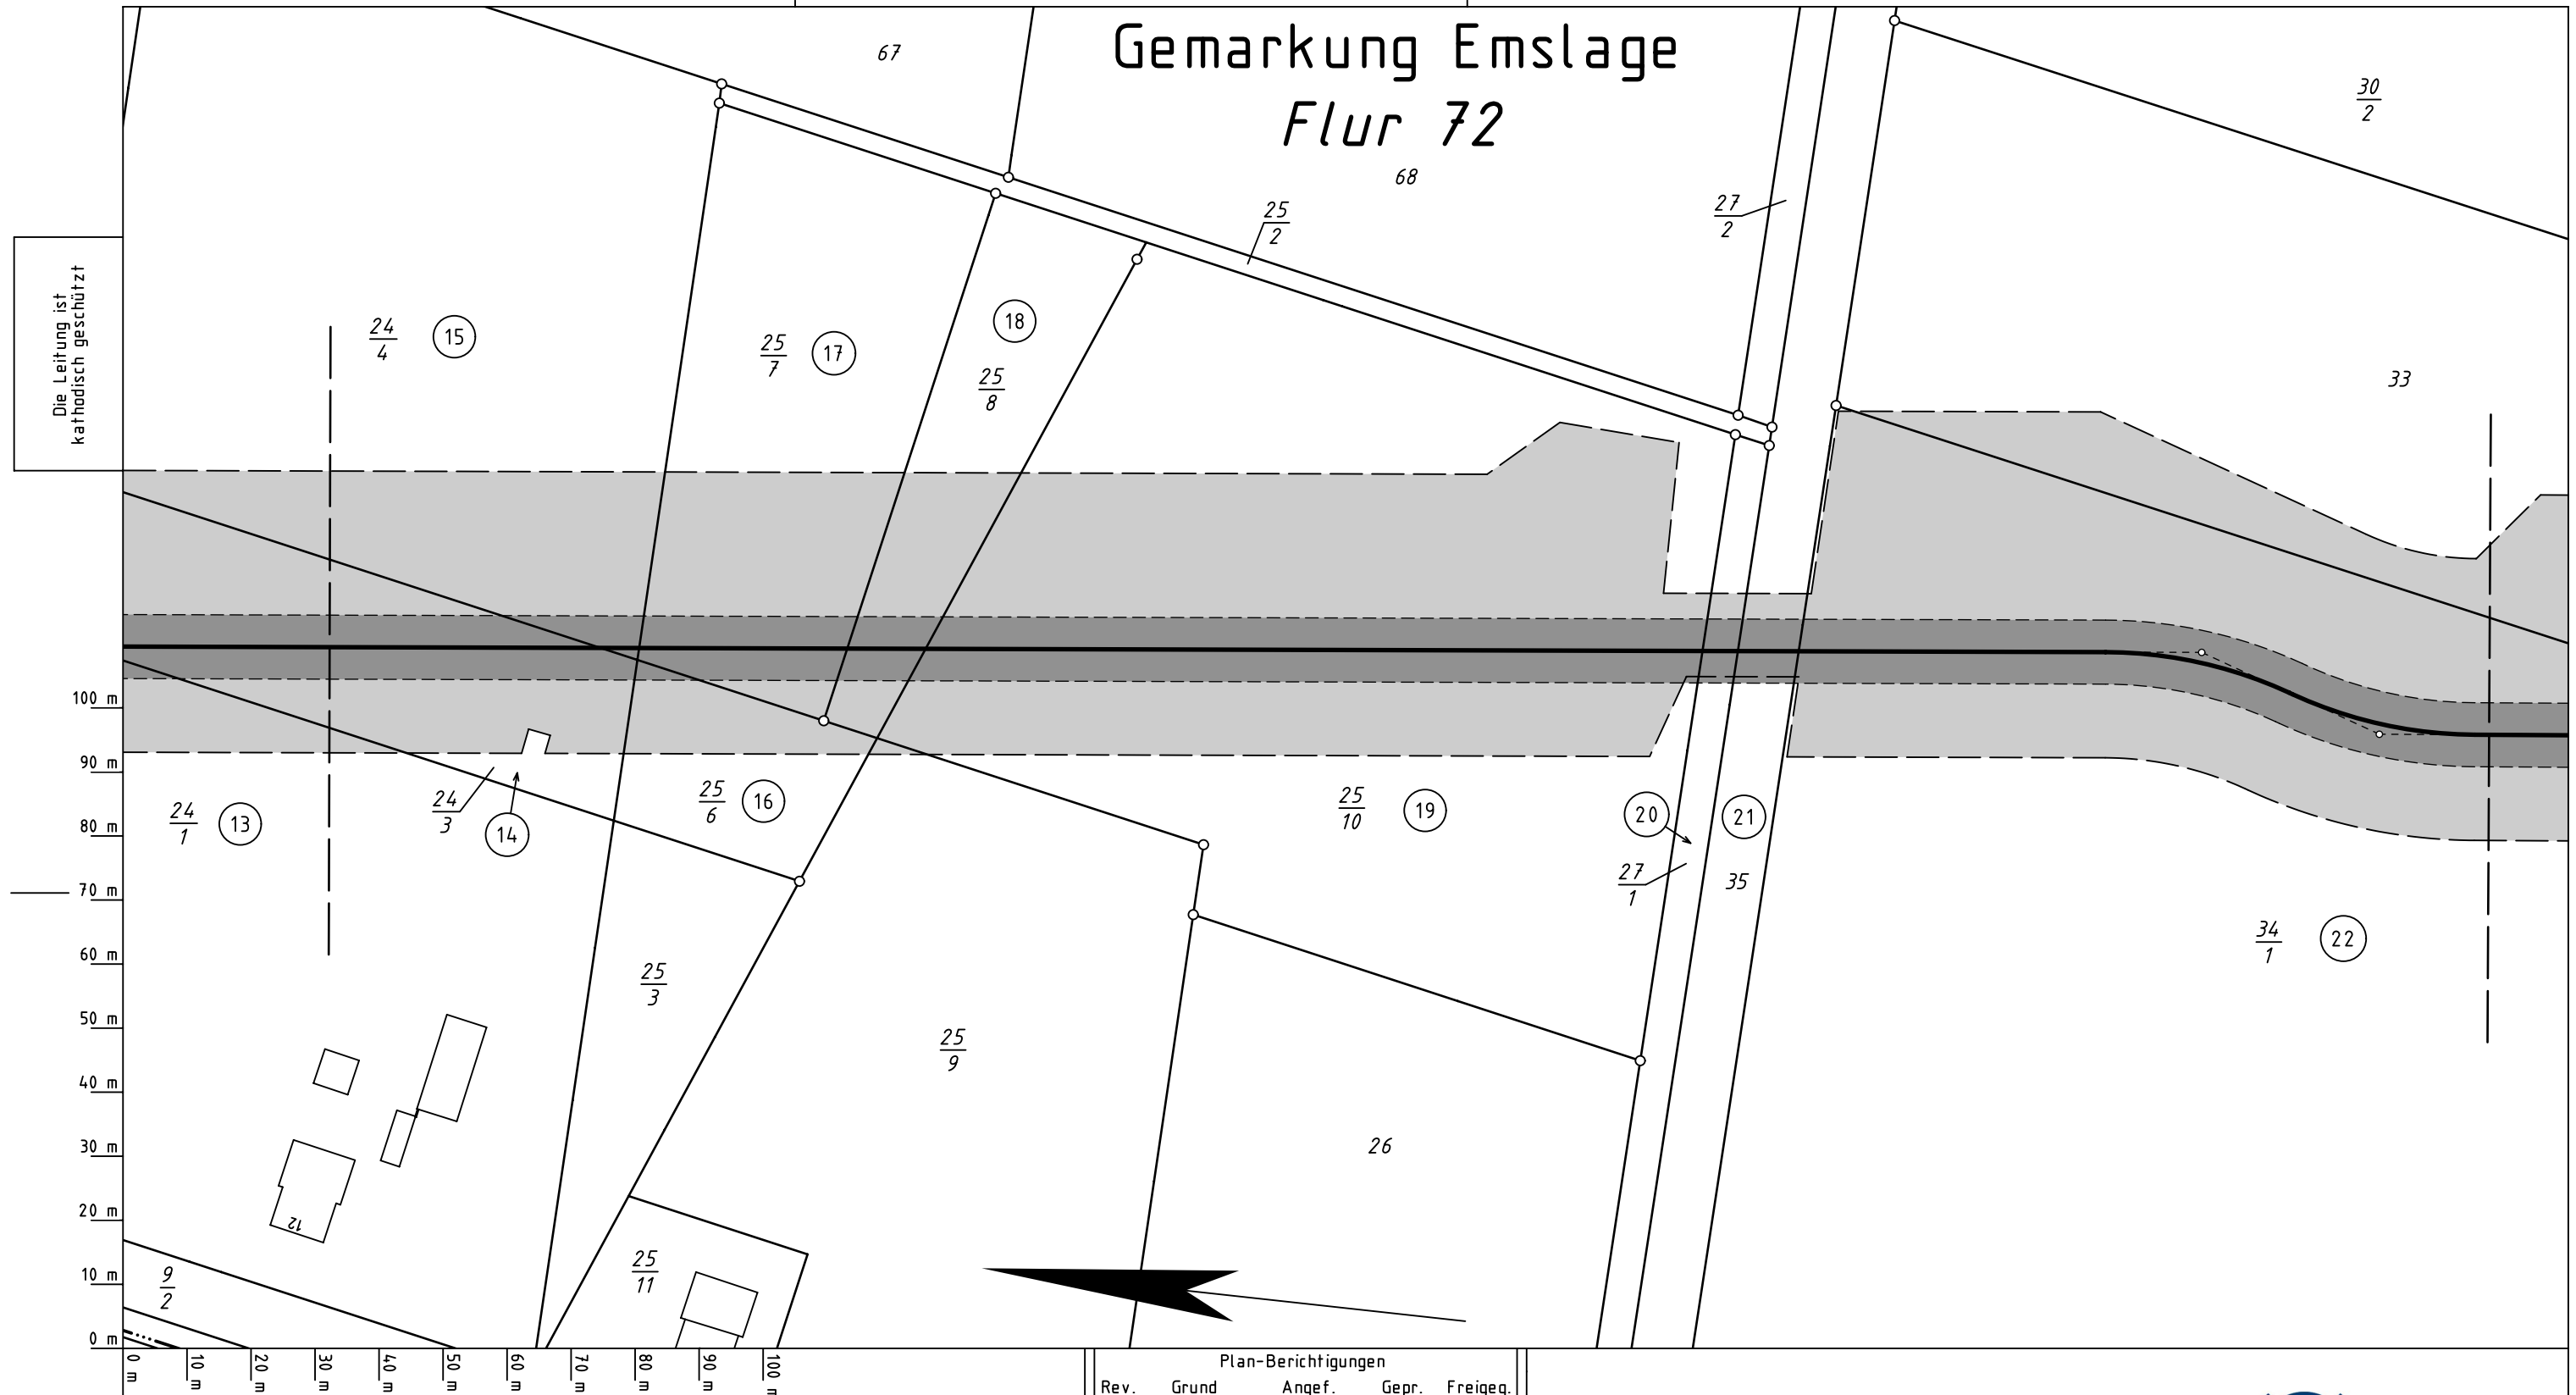 Gemarkung Emslage
Flur 72
67
68
30
2
25
2
27
2
Die Leitung ist
kathodisch geschützt
24
4
15
25
7
17
18
25
8
33
24
1
13
24
3
14
25
6
16
25
10
19
20
21
27
1
35
34
1
22
25
3
25
9
26
12
9
2
25
11
100 m
90 m
80 m
70 m
60 m
50 m
40 m
30 m
20 m
10 m
0 m
0 m
10 m
20 m
30 m
40 m
50 m
60 m
70 m
80 m
90 m
100 m
Plan-Berichtigungen
Rev. Grund Angef. Gepr. Freigeg.